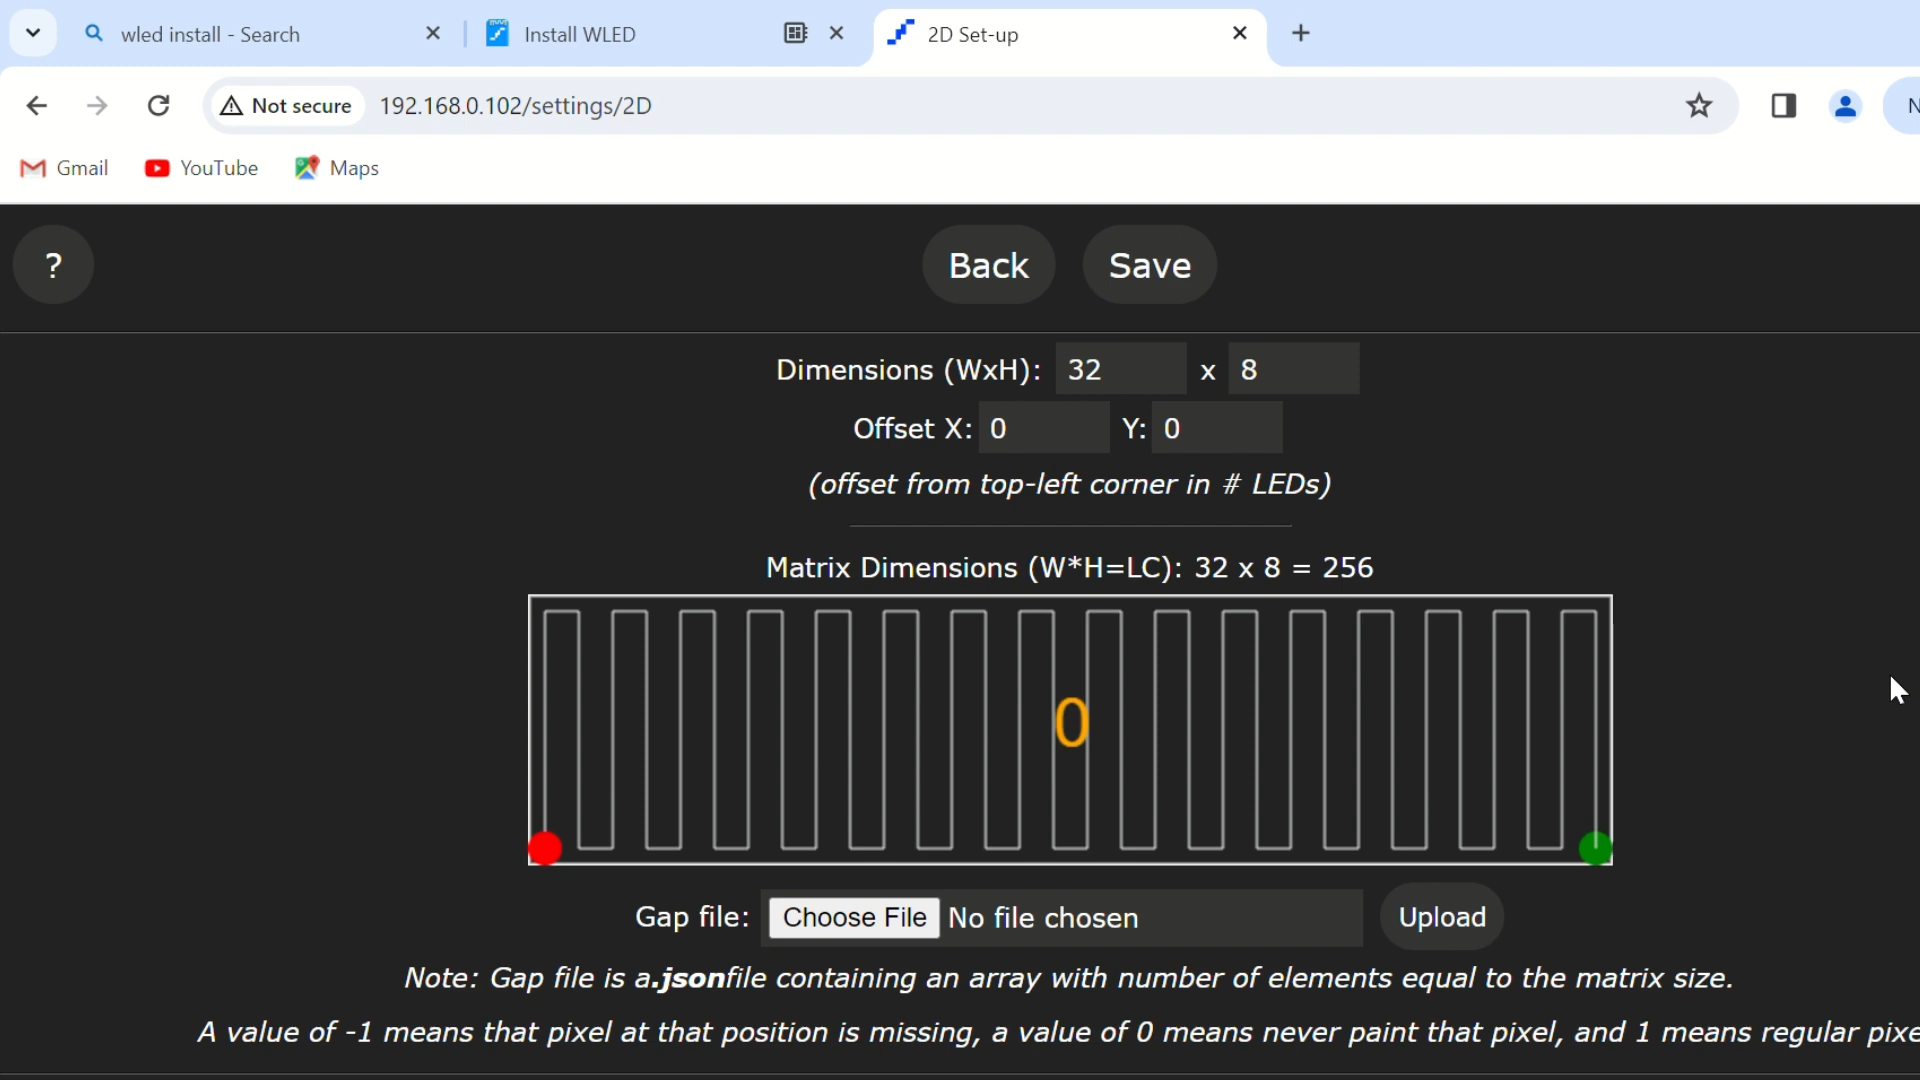 wled install - Search
Install WLED
2D Set-up
Not secure
192.168.0.102/settings/2D
N
Gmail
YouTube
Maps
?
Back
Save
Dimensions (WxH): 32 x 8
Offset X: 0 Y: 0
(offset from top-left corner in # LEDs)
Matrix Dimensions (W*H=LC): 32 x 8 = 256
0
Gap file: Choose File No file chosen Upload
Note: Gap file is a.jsonfile containing an array with number of elements equal to the matrix size.
A value of -1 means that pixel at that position is missing, a value of 0 means never paint that pixel, and 1 means regular pixe